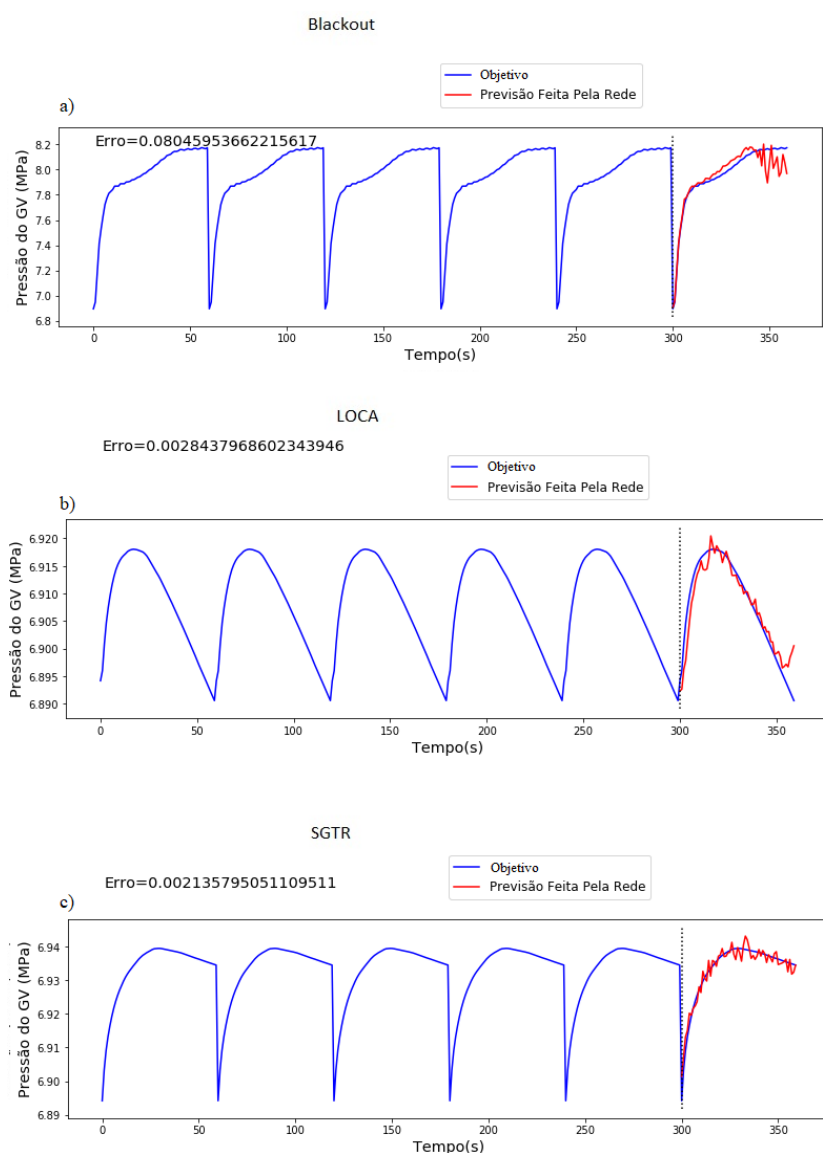 Blackout
Objetivo
Previsão Feita Pela Rede
a)
Erro=0.08045953662215617
Pressão do GV (MPa)
8.2
8.0
7.8
7.6
7.4
7.2
7.0
6.8
0 50 100 150 200 250 300 350
Tempo(s)
LOCA
Erro=0.0028437968602343946
Objetivo
Previsão Feita Pela Rede
b)
Pressão do GV (MPa)
6.920
6.915
6.910
6.905
6.900
6.895
6.890
0 50 100 150 200 250 300 350
Tempo(s)
SGTR
Objetivo
Erro=0.002135795051109511
Previsão Feita Pela Rede
c)
Pressão do GV (MPa)
6.94
6.93
6.92
6.91
6.90
6.89
0 50 100 150 200 250 300 350
Tempo(s)